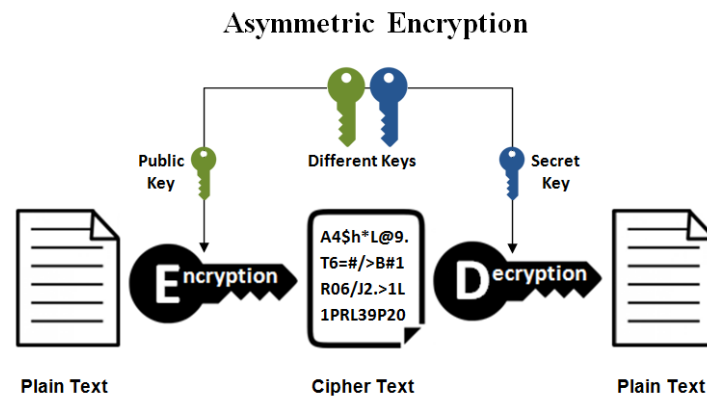 Asymmetric Encryption
Public
Key
Different Keys
Secret
Key
Encryption
A4$h*L@9.
T6=#/>B#1
R06/J2.>1L
1PRL39P20
Decryption
Plain Text
Cipher Text
Plain Text